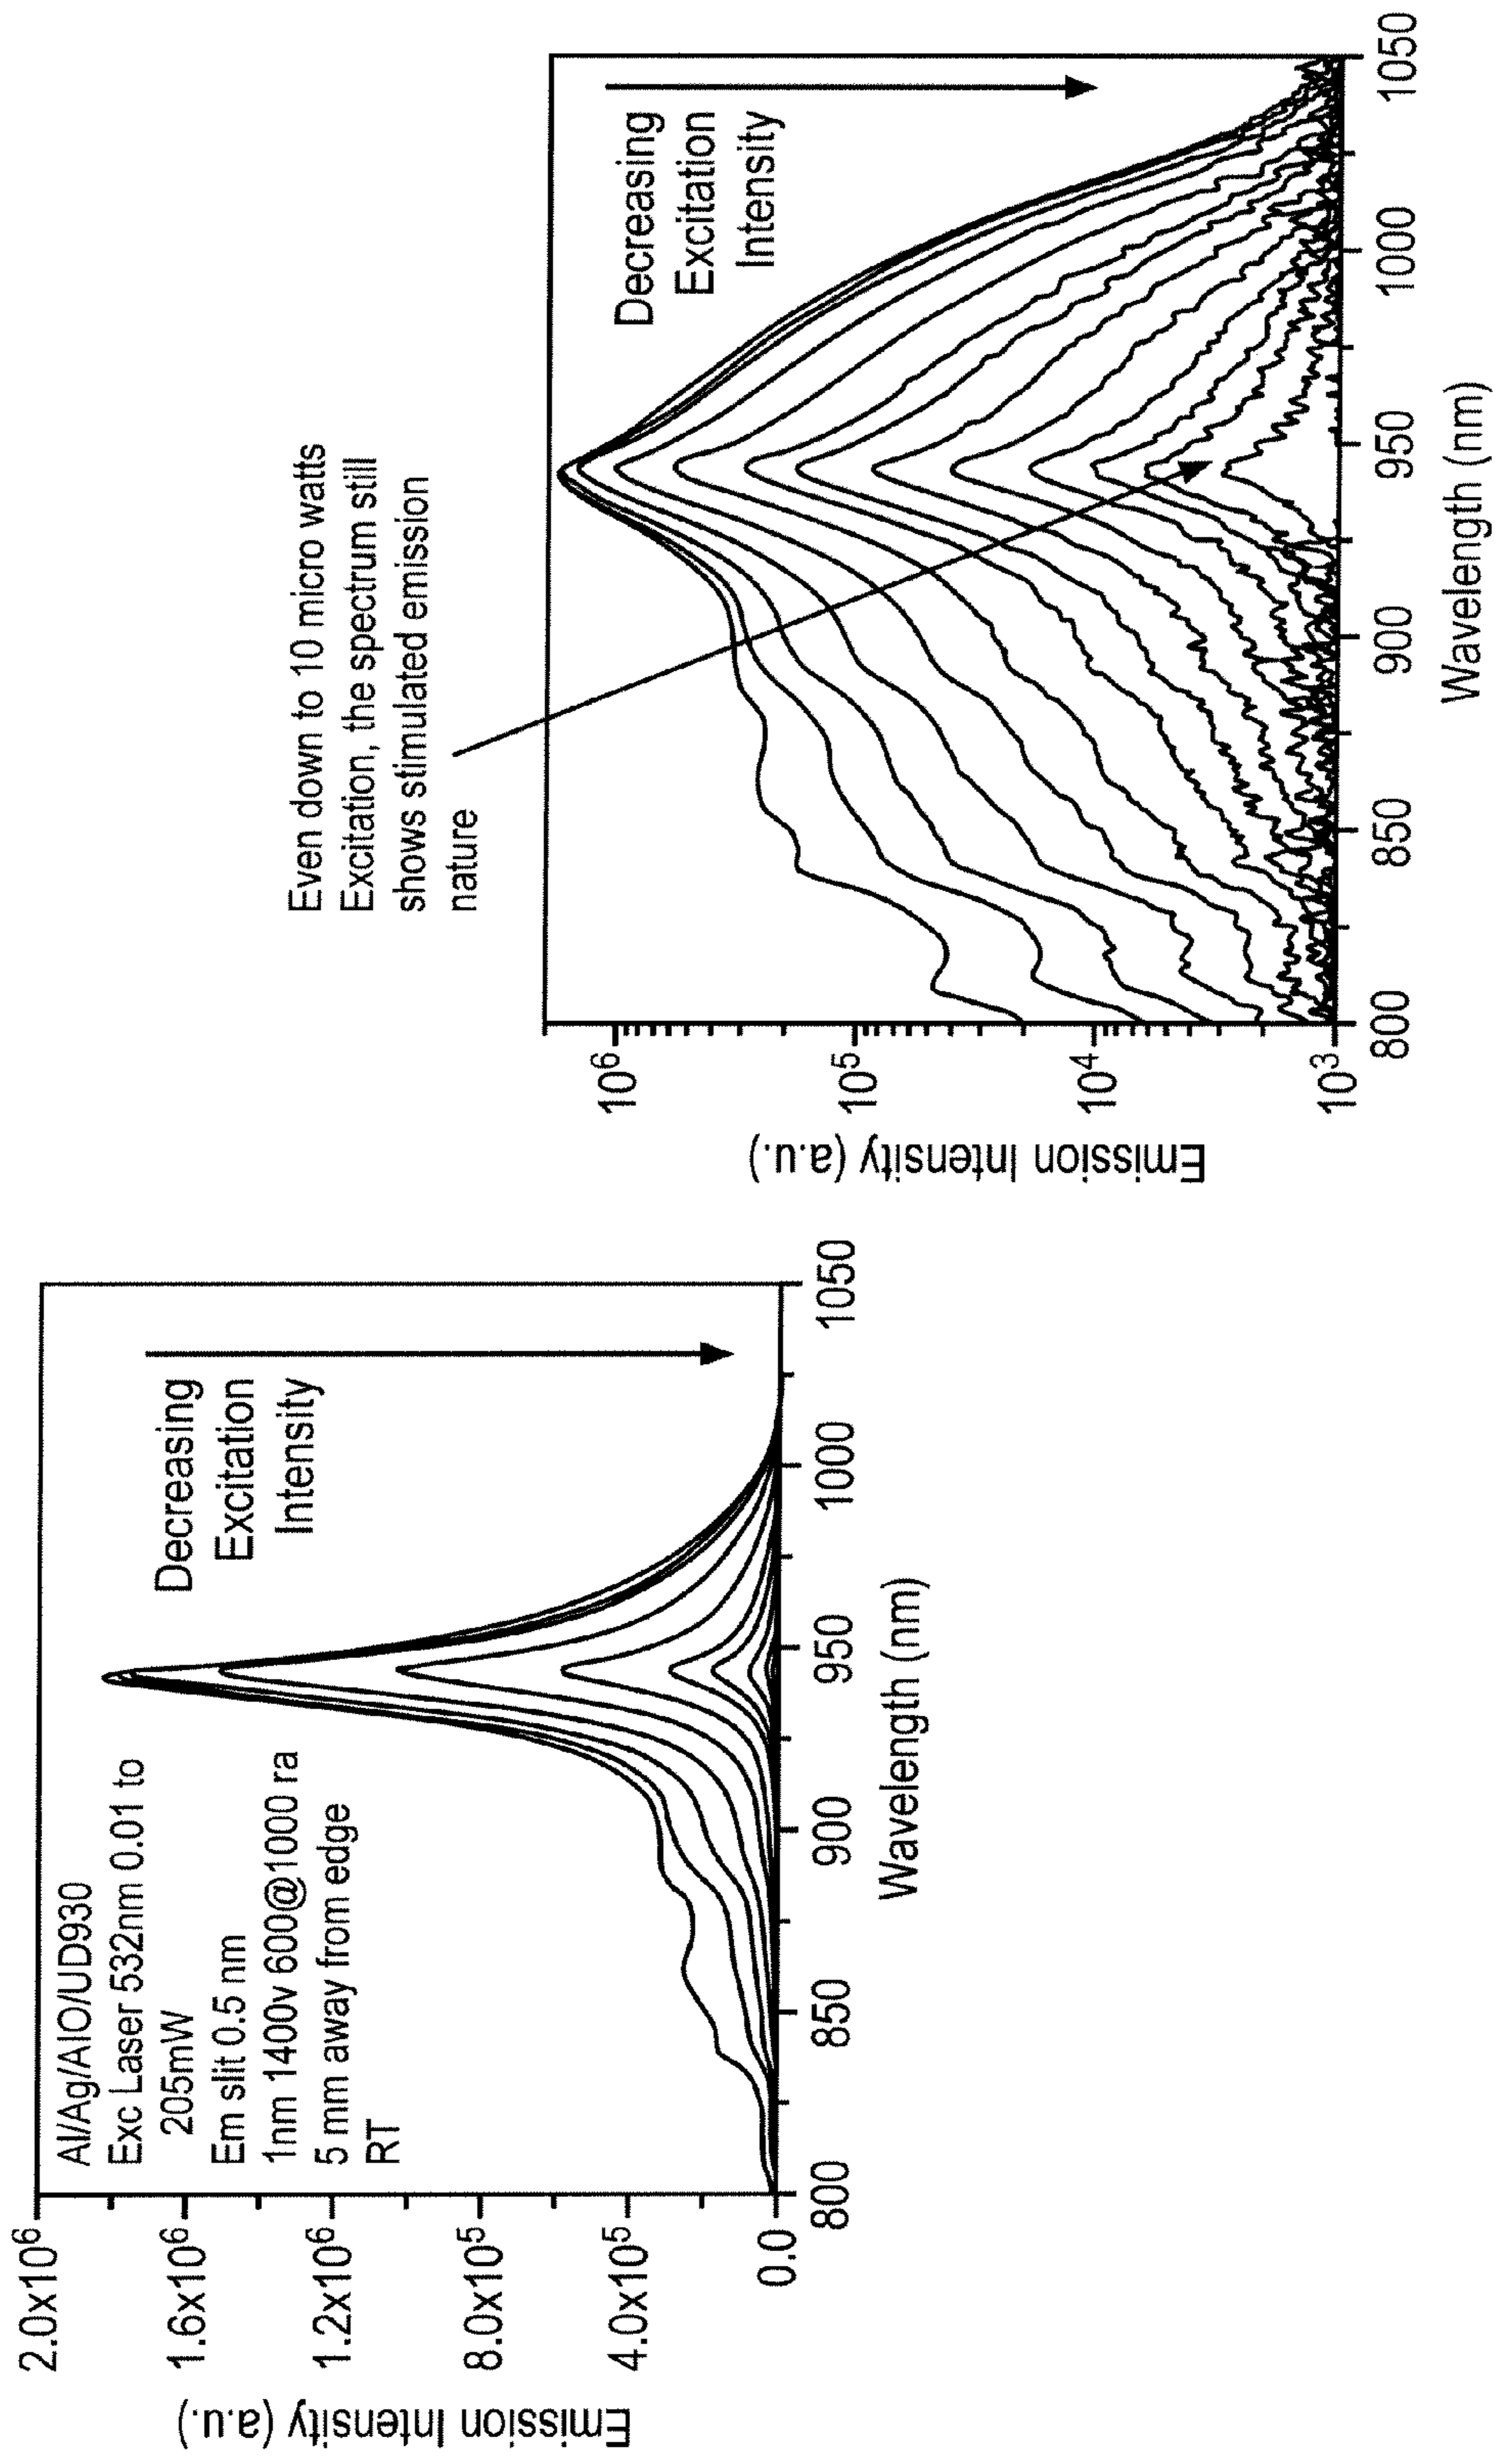 Emission Intensity (a.u.)
2.0x10⁶
1.6x10⁶
1.2x10⁶
8.0x10⁵
4.0x10⁵
0.0
Al/Ag/AlO/UD930
Exc Laser 532nm 0.01 to
205mW
Em slit 0.5 nm
1nm 1400v 600@1000 ra
5 mm away from edge
RT
Decreasing
Excitation
Intensity
800
850
900
950
1000
1050
Wavelength (nm)
Even down to 10 micro watts
Excitation, the spectrum still
shows stimulated emission
nature
Emission Intensity (a.u.)
10⁶
10⁵
10⁴
10³
Decreasing
Excitation
Intensity
800
850
900
950
1000
1050
Wavelength (nm)